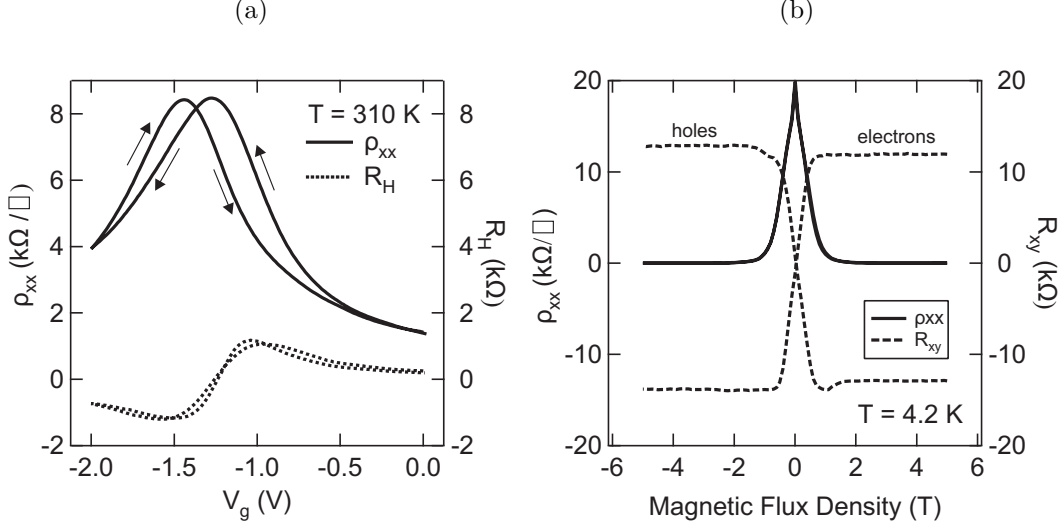 (a)
8
6
4
2
0
-2
8
6
4
2
0
-2
ρxx (kΩ /□)
RH (kΩ)
T = 310 K
ρxx
RH
-2.0
-1.5
-1.0
-0.5
0.0
Vg (V)
(b)
20
10
0
-10
-20
20
10
0
-10
-20
ρxx (kΩ/□)
Rxy (kΩ)
holes
electrons
ρxx
Rxy
T = 4.2 K
-6
-4
-2
0
2
4
6
Magnetic Flux Density (T)